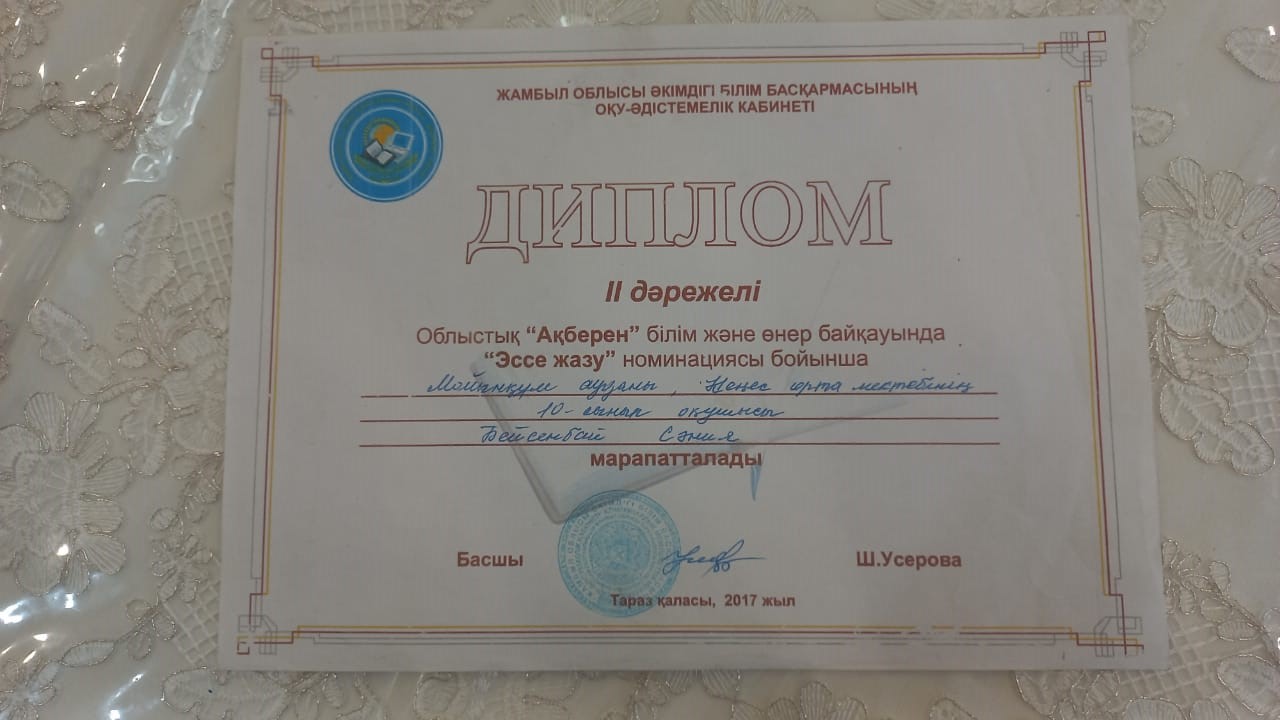 ЖАМБЫЛ ОБЛЫСЫ ӘКІМДІГІ БІЛІМ БАСҚАРМАСЫНЫҢ
ОҚУ-ӘДІСТЕМЕЛІК КАБИНЕТІ
ДИПЛОМ
II дәрежелі
Облыстық “Ақберен” білім және өнер байқауында
“Эссе жазу” номинациясы бойынша
Мойынқұм ауданы, Кеңес орта мектебінің
10-сынып оқушысы
Бейсенбай Сәния
марапатталады
Басшы Ш.Усерова
Тараз қаласы, 2017 жыл